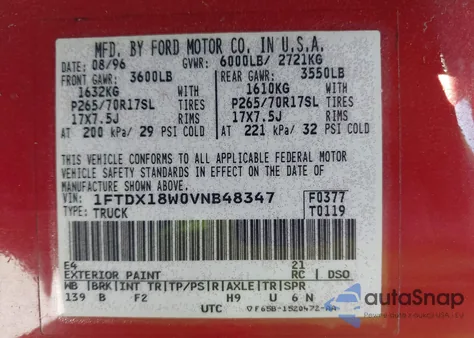 MFD. BY FORD MOTOR CO. IN U.S.A.
DATE: 08/96 GVWR: 6000LB/ 2721KG
FRONT GAWR: 3600LB REAR GAWR: 3550LB
1632KG WITH 1610KG WITH
P265/70R17SL TIRES P265/70R17SL TIRES
17X7.5J RIMS 17X7.5J RIMS
AT 200 kPa/ 29 PSI COLD AT 221 kPa/ 32 PSI COLD
THIS VEHICLE CONFORMS TO ALL APPLICABLE FEDERAL MOTOR
VEHICLE SAFETY STANDARDS IN EFFECT ON THE DATE OF
MANUFACTURE SHOWN ABOVE.
VIN: 1FTDX18W0VNB48347 F0377
TYPE: TRUCK T0119
E4 21
EXTERIOR PAINT RC | DSO
WB |BRK|INT TR|TP/PS|R|AXLE|TR|SPR
139 B F2 H9 U 6 N
UTC
autoSnap